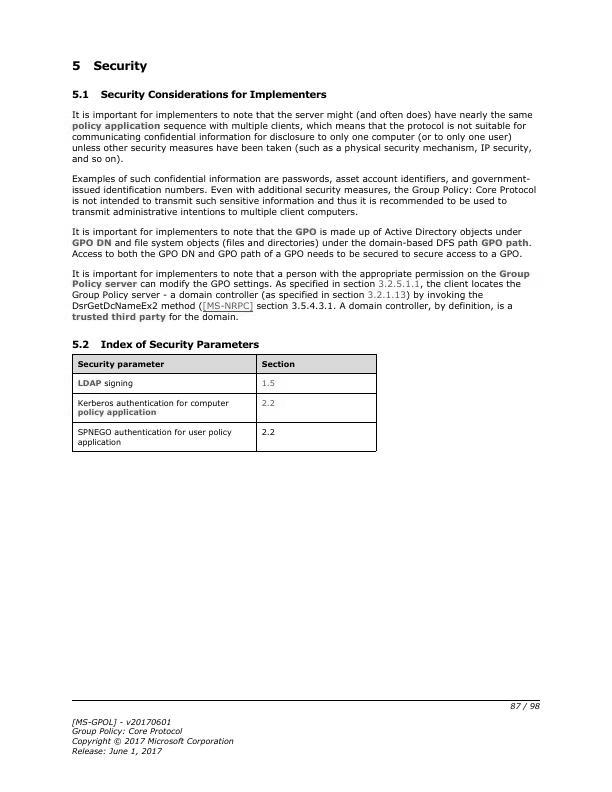 5 Security
5.1 Security Considerations for Implementers
It is important for implementers to note that the server might (and often does) have nearly the same
policy application sequence with multiple clients, which means that the protocol is not suitable for
communicating confidential information for disclosure to only one computer (or to only one user)
unless other security measures have been taken (such as a physical security mechanism, IP security,
and so on).
Examples of such confidential information are passwords, asset account identifiers, and government-
issued identification numbers. Even with additional security measures, the Group Policy: Core Protocol
is not intended to transmit such sensitive information and thus it is recommended to be used to
transmit administrative intentions to multiple client computers.
It is important for implementers to note that the GPO is made up of Active Directory objects under
GPO DN and file system objects (files and directories) under the domain-based DFS path GPO path.
Access to both the GPO DN and GPO path of a GPO needs to be secured to secure access to a GPO.
It is important for implementers to note that a person with the appropriate permission on the Group
Policy server can modify the GPO settings. As specified in section 3.2.5.1.1, the client locates the
Group Policy server - a domain controller (as specified in section 3.2.1.13) by invoking the
DsrGetDcNameEx2 method ([MS-NRPC] section 3.5.4.3.1. A domain controller, by definition, is a
trusted third party for the domain.
5.2 Index of Security Parameters
Security parameter Section
LDAP signing 1.5
Kerberos authentication for computer 2.2
policy application
SPNEGO authentication for user policy 2.2
application
87 / 98
[MS-GPOL] - v20170601
Group Policy: Core Protocol
Copyright © 2017 Microsoft Corporation
Release: June 1, 2017